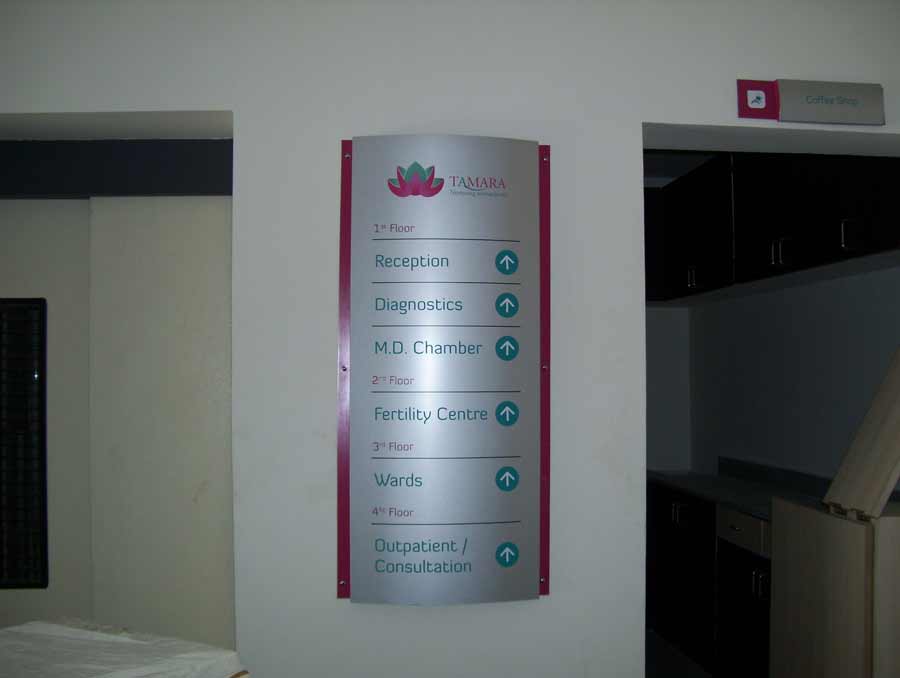 Coffee Shop
TAMARA
1st Floor
Reception
Diagnostics
M.D. Chamber
2nd Floor
Fertility Centre
3rd Floor
Wards
4th Floor
Outpatient /
Consultation